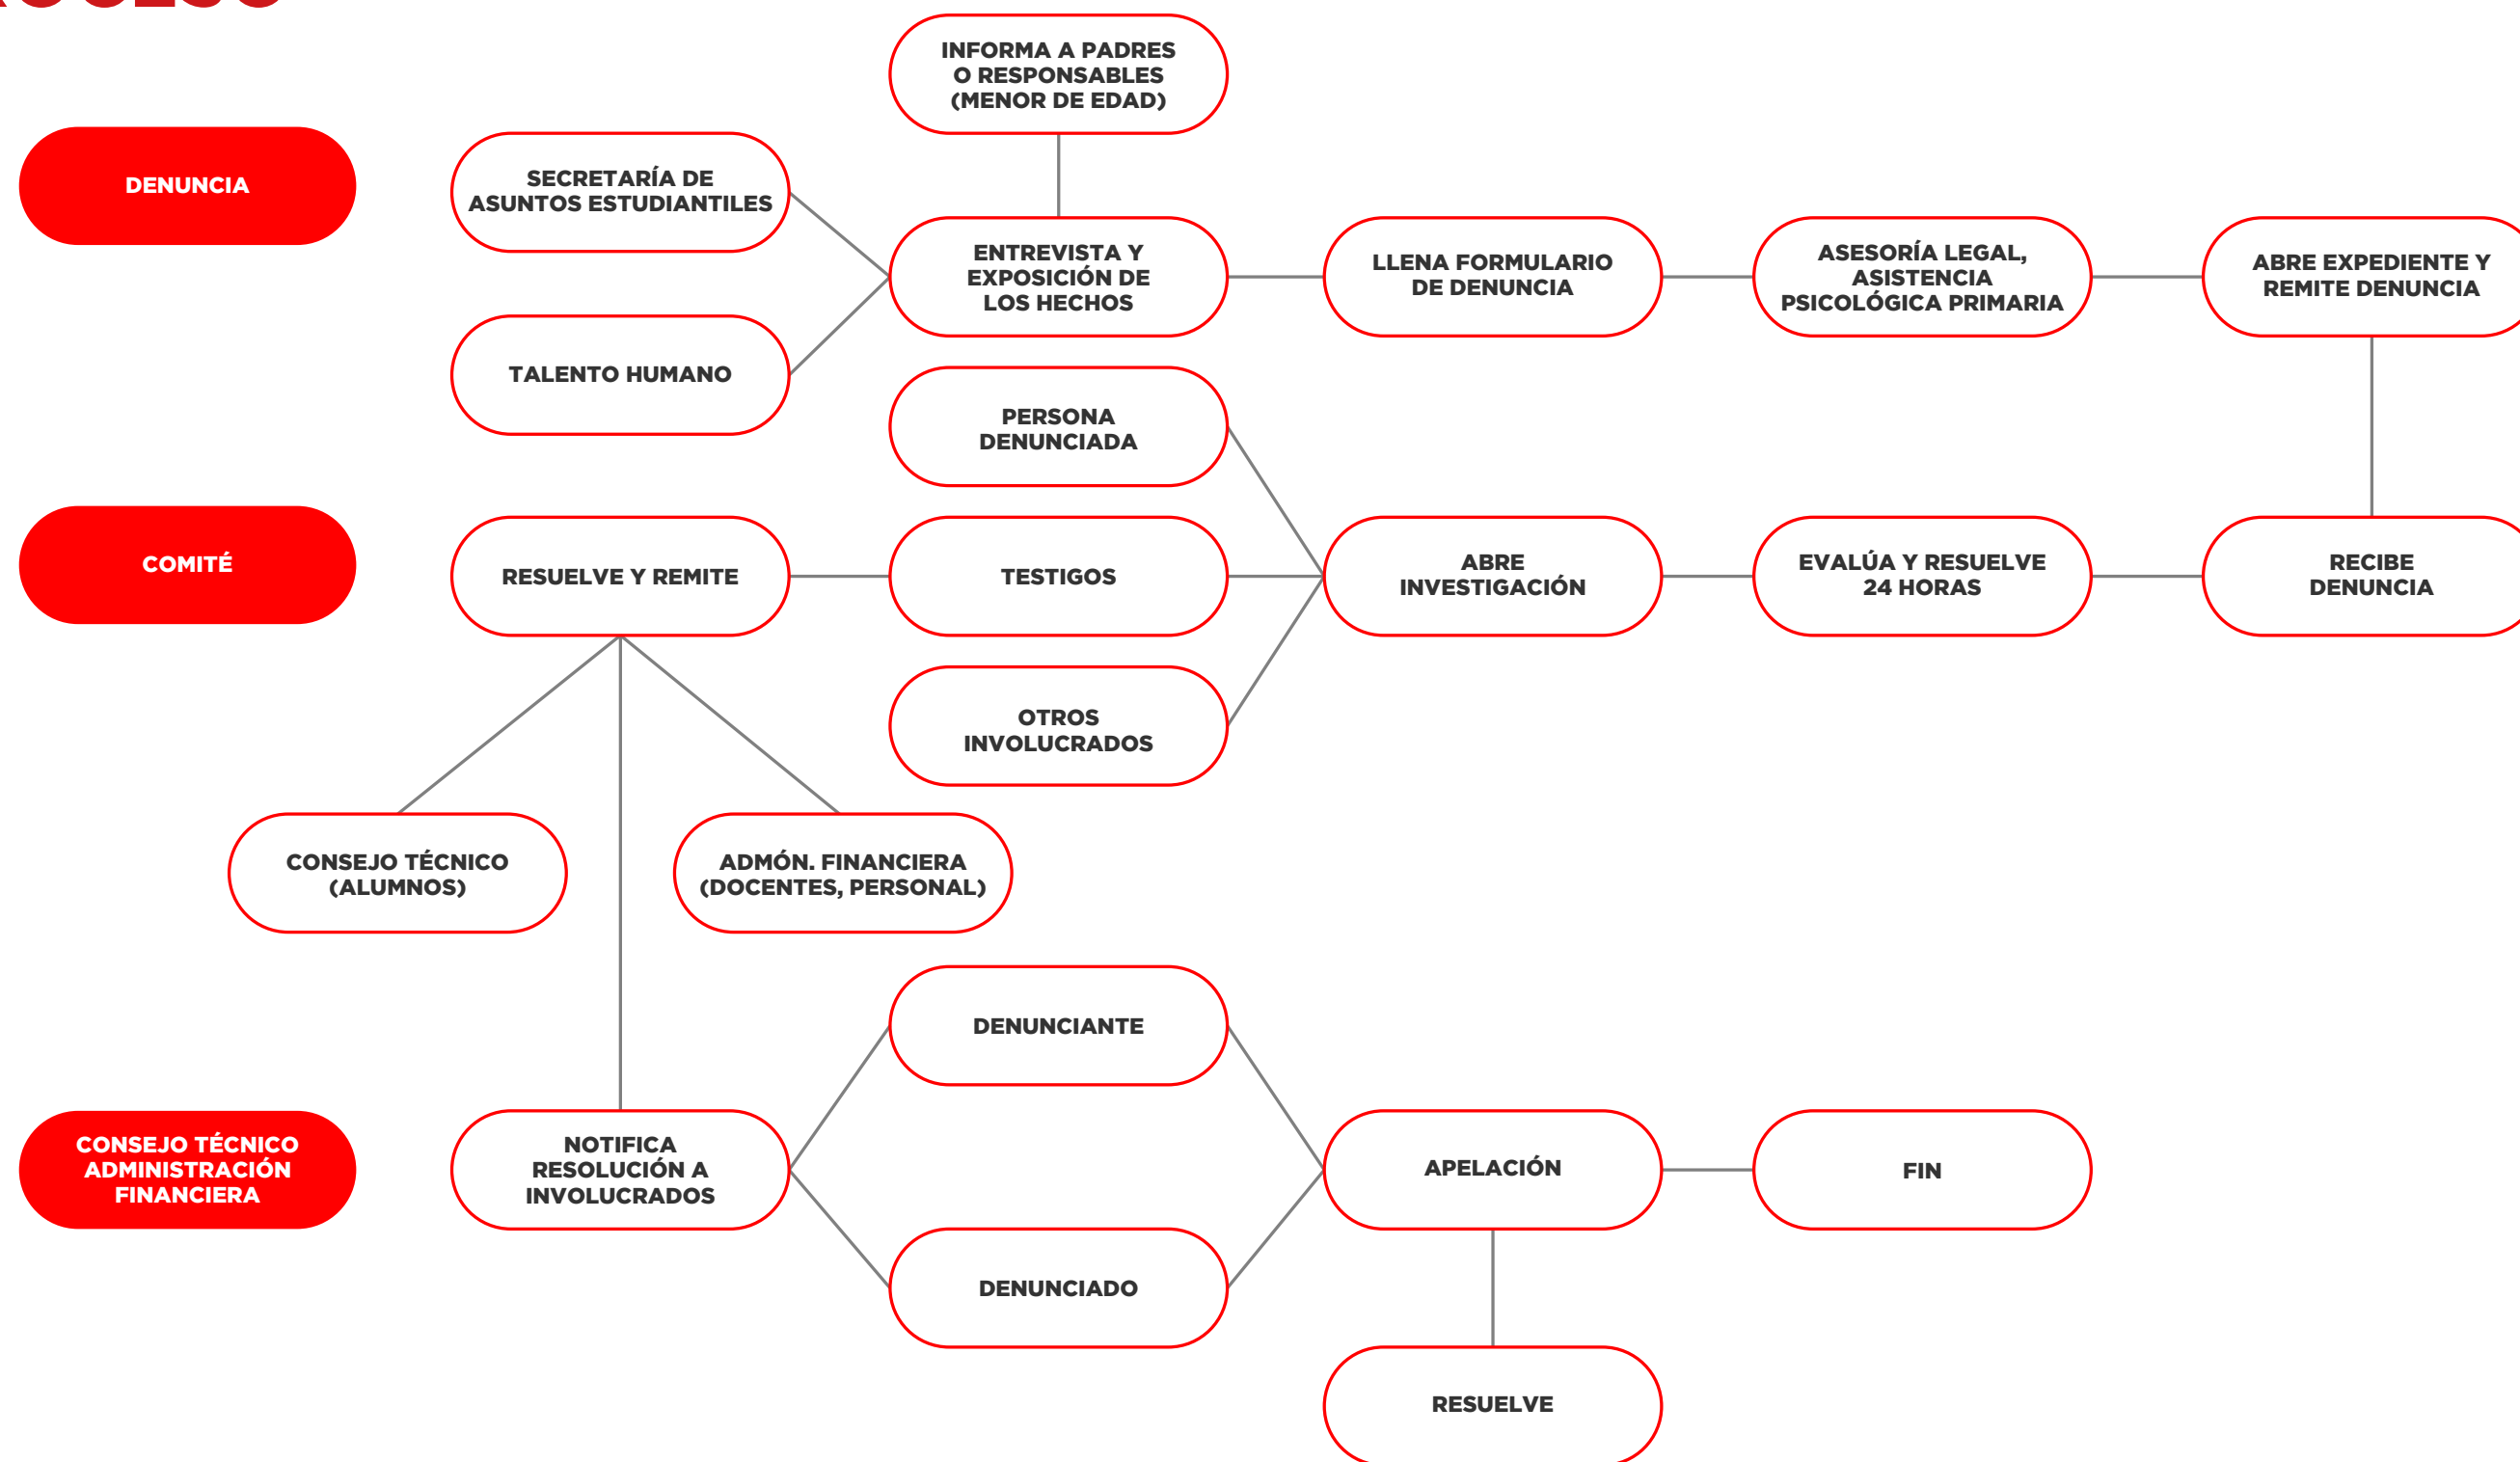 INFORMA A PADRES
O RESPONSABLES
(MENOR DE EDAD)
DENUNCIA
SECRETARÍA DE
ASUNTOS ESTUDIANTILES
TALENTO HUMANO
ENTREVISTA Y
EXPOSICIÓN DE
LOS HECHOS
LLENA FORMULARIO
DE DENUNCIA
ASESORÍA LEGAL,
ASISTENCIA
PSICOLÓGICA PRIMARIA
ABRE EXPEDIENTE Y
REMITE DENUNCIA
COMITÉ
RECIBE
DENUNCIA
EVALÚA Y RESUELVE
24 HORAS
ABRE
INVESTIGACIÓN
PERSONA
DENUNCIADA
TESTIGOS
OTROS
INVOLUCRADOS
RESUELVE Y REMITE
CONSEJO TÉCNICO
(ALUMNOS)
ADMÓN. FINANCIERA
(DOCENTES, PERSONAL)
CONSEJO TÉCNICO
ADMINISTRACIÓN
FINANCIERA
NOTIFICA
RESOLUCIÓN A
INVOLUCRADOS
DENUNCIANTE
DENUNCIADO
APELACIÓN
FIN
RESUELVE